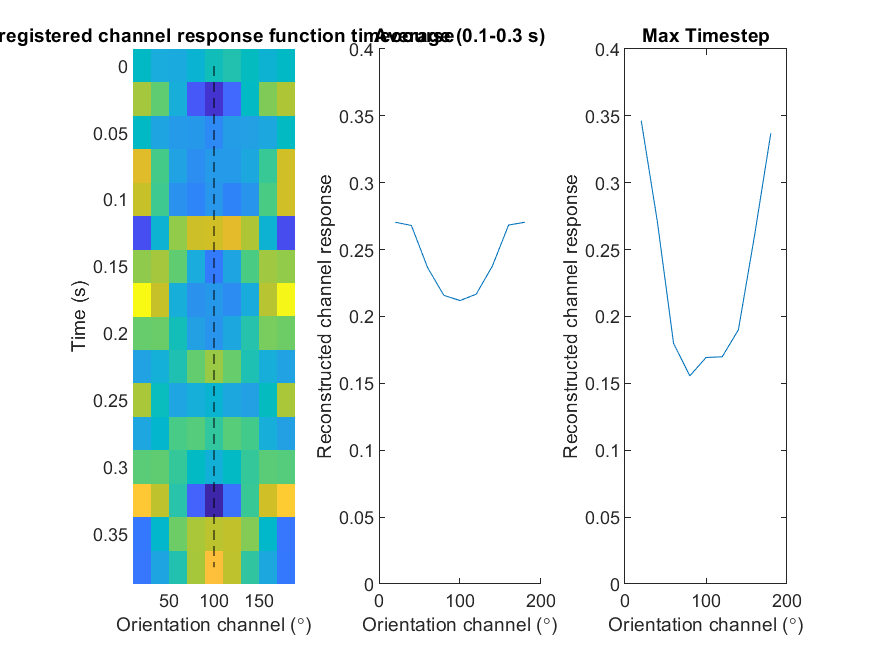 registered channel response function timecourse
Average (0.1-0.3 s)
Max Timestep
0
0.05
0.1
0.15
0.2
0.25
0.3
0.35
Time (s)
50 100 150
Orientation channel (°)
0.4
0.35
0.3
0.25
0.2
0.15
0.1
0.05
0
Reconstructed channel response
0 100 200
Orientation channel (°)
0.4
0.35
0.3
0.25
0.2
0.15
0.1
0.05
0
Reconstructed channel response
0 100 200
Orientation channel (°)